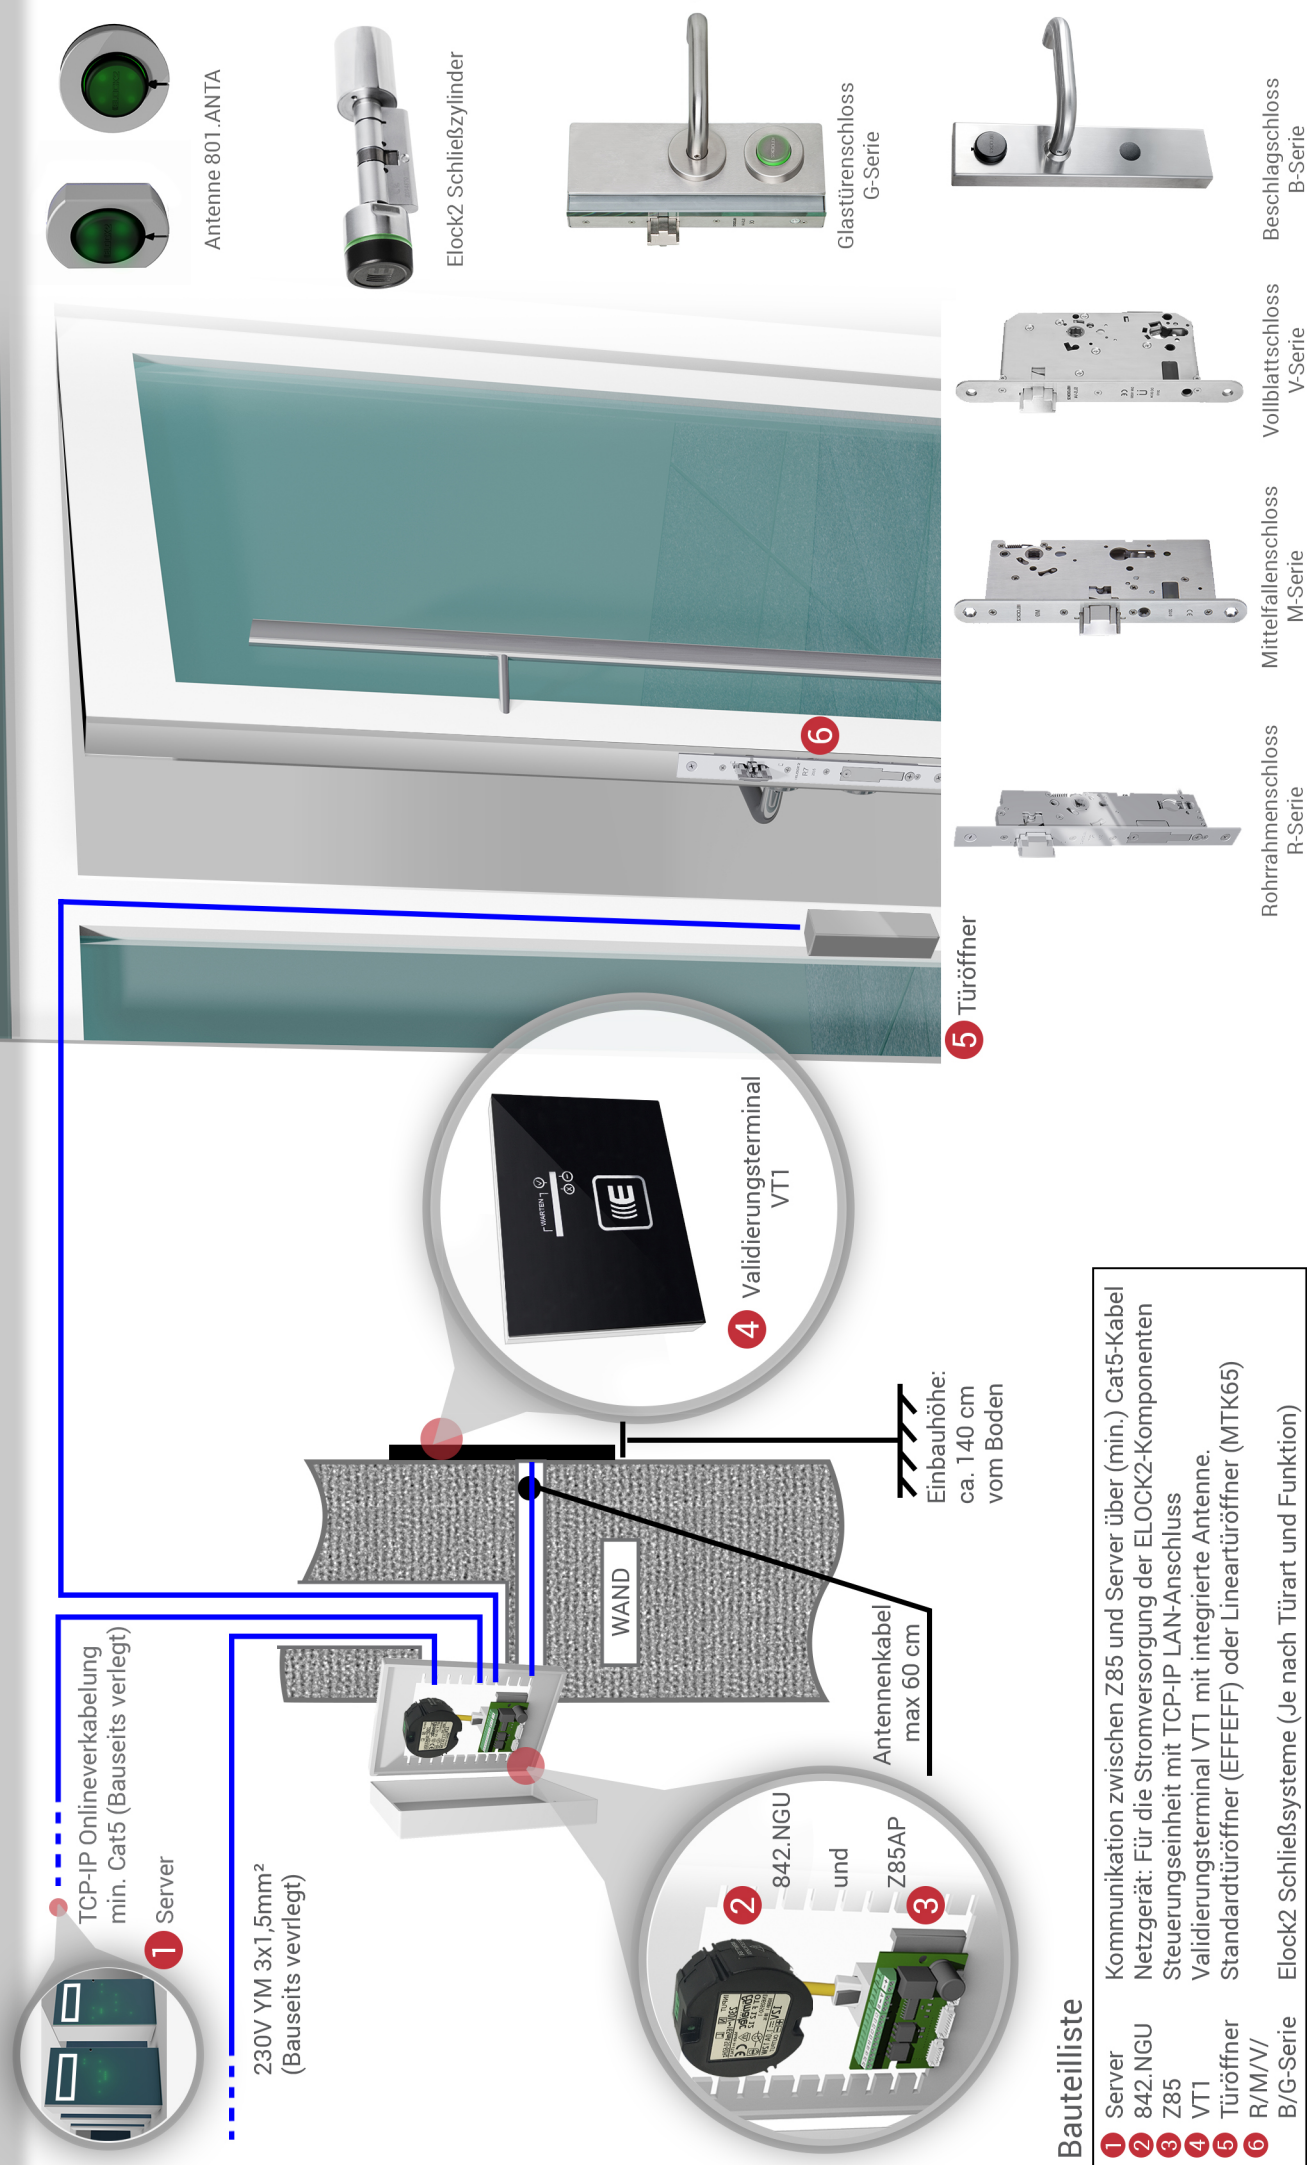 TCP-IP Onlineverkabelung
min. Cat5 (Bauseits verlegt)
1 Server
230V YM 3x1,5mm²
(Bauseits vevrlegt)
2
842.NGU
und
Z85AP
3
Antennenkabel
max 60 cm
WAND
Einbauhöhe:
ca. 140 cm
vom Boden
WARTEN
E
4 Validierungsterminal
VT1
5 Türöffner
6
Antenne 801.ANTA
Elock2 Schließzylinder
Glastürenschloss
G-Serie
Rohrrahmenschloss
R-Serie
Mittelfallenschloss
M-Serie
Vollblattschloss
V-Serie
Beschlagschloss
B-Serie
Bauteilliste
1 Server Kommunikation zwischen Z85 und Server über (min.) Cat5-Kabel
2 842.NGU Netzgerät: Für die Stromversorgung der ELOCK2-Komponenten
3 Z85 Steuerungseinheit mit TCP-IP LAN-Anschluss
4 VT1 Validierungsterminal VT1 mit integrierte Antenne.
5 Türöffner Standardtüröffner (EFFEFF) oder Lineartüröffner (MTK65)
6 R/M/V/
B/G-Serie Elock2 Schließsysteme (Je nach Türart und Funktion)